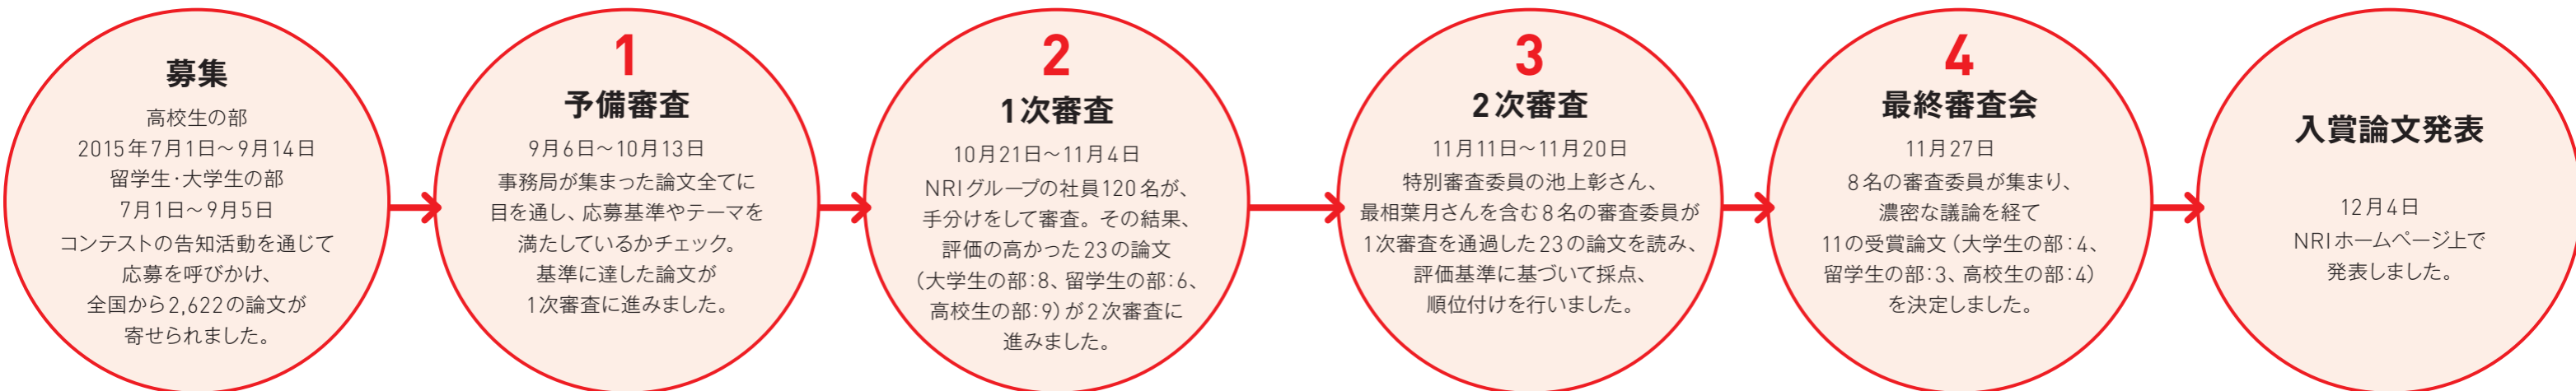 募集
高校生の部
2015年7月1日～9月14日
留学生・大学生の部
7月1日～9月5日
コンテストの告知活動を通じて
応募を呼びかけ、
全国から2,622の論文が
寄せられました。
1
予備審査
9月6日～10月13日
事務局が集まった論文全てに
目を通し、応募基準やテーマを
満たしているかチェック。
基準に達した論文が
1次審査に進みました。
2
1次審査
10月21日～11月4日
NRIグループの社員120名が、
手分けをして審査。その結果、
評価の高かった23の論文
（大学生の部：8、留学生の部：6、
高校生の部：9）が2次審査に
進みました。
3
2次審査
11月11日～11月20日
特別審査委員の池上彰さん、
最相葉月さんを含む8名の審査委員が
1次審査を通過した23の論文を読み、
評価基準に基づいて採点、
順位付けを行いました。
4
最終審査会
11月27日
8名の審査委員が集まり、
濃密な議論を経て
11の受賞論文（大学生の部：4、
留学生の部：3、高校生の部：4）
を決定しました。
入賞論文発表
12月4日
NRIホームページ上で
発表しました。